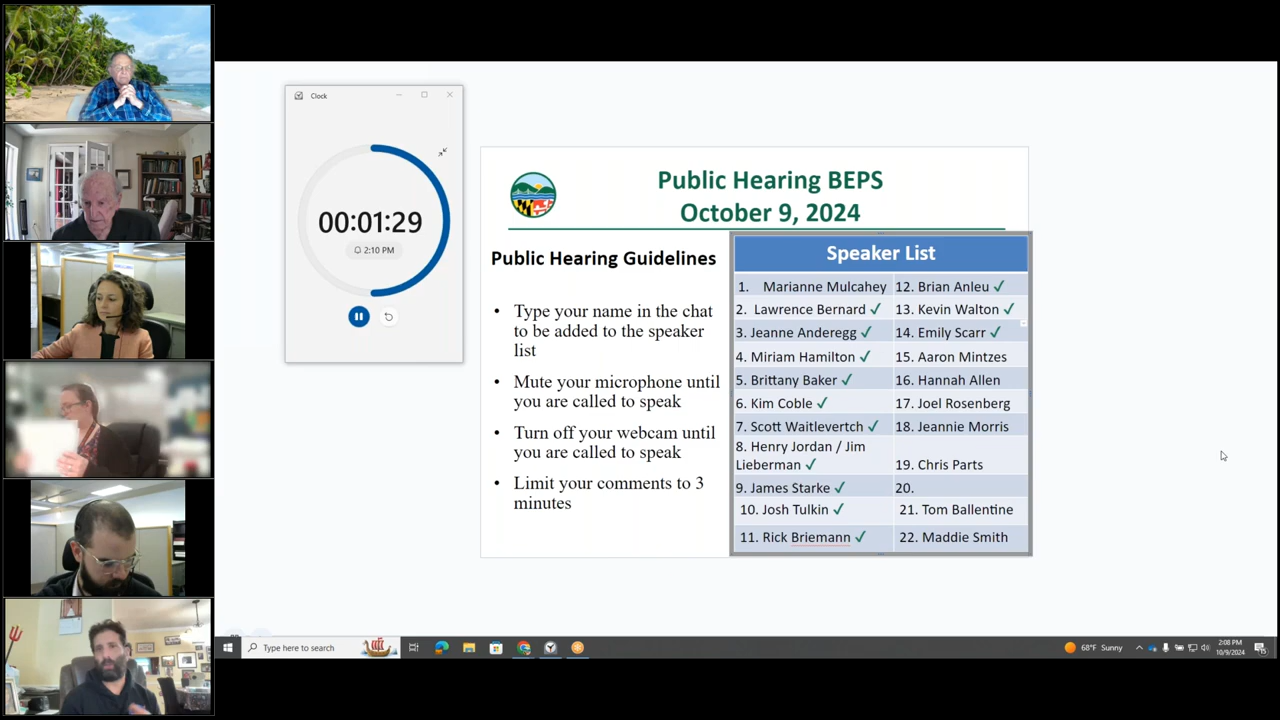 Clock
00:01:29
2:10 PM
Public Hearing BEPS
October 9, 2024
Public Hearing Guidelines
• Type your name in the chat
to be added to the speaker
list
• Mute your microphone until
you are called to speak
• Turn off your webcam until
you are called to speak
• Limit your comments to 3
minutes
Speaker List
1. Marianne Mulcahey
12. Brian Anleu ✓
2. Lawrence Bernard ✓
13. Kevin Walton ✓
3. Jeanne Anderegg ✓
14. Emily Scarr ✓
4. Miriam Hamilton ✓
15. Aaron Mintzes
5. Brittany Baker ✓
16. Hannah Allen
6. Kim Coble ✓
17. Joel Rosenberg
7. Scott Waitlevertch ✓
18. Jeannie Morris
8. Henry Jordan / Jim
Lieberman ✓
19. Chris Parts
9. James Starke ✓
20.
10. Josh Tulkin ✓
21. Tom Ballentine
11. Rick Briemann ✓
22. Maddie Smith
Type here to search
68°F Sunny
2:08 PM
10/9/2024